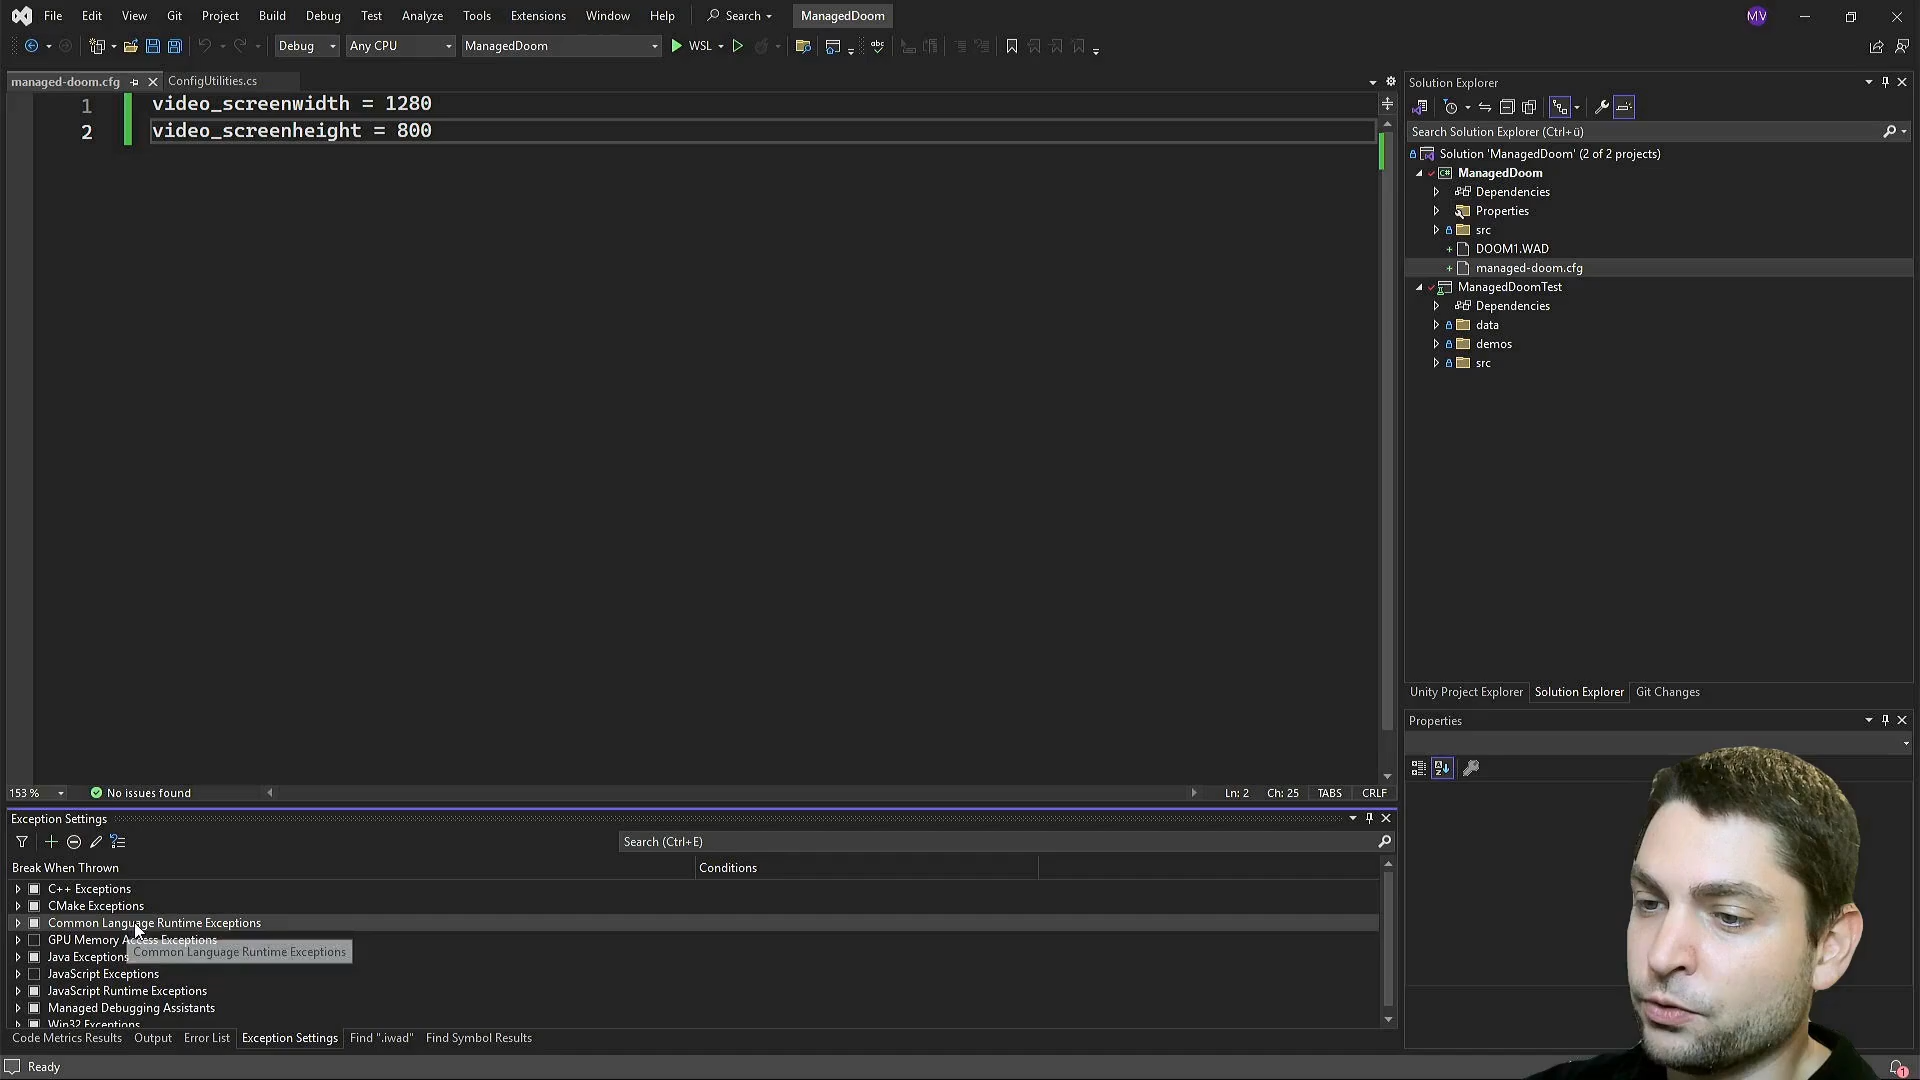 File Edit View Git Project Build Debug Test Analyze Tools Extensions Window Help Search ManagedDoom MV
Debug Any CPU ManagedDoom WSL
managed-doom.cfg ConfigUtilities.cs
1 video_screenwidth = 1280
2 video_screenheight = 800
153 % No issues found Ln: 2 Ch: 25 TABS CRLF
Exception Settings
Search (Ctrl+E)
Break When Thrown Conditions
C++ Exceptions
CMake Exceptions
Common Language Runtime Exceptions
GPU Memory Access Exceptions
Common Language Runtime Exceptions
Java Exceptions
JavaScript Exceptions
JavaScript Runtime Exceptions
Managed Debugging Assistants
Win32 Exceptions
Code Metrics Results Output Error List Exception Settings Find ".iwad" Find Symbol Results
Ready
Solution Explorer
Search Solution Explorer (Ctrl+ü)
Solution 'ManagedDoom' (2 of 2 projects)
ManagedDoom
Dependencies
Properties
src
DOOM1.WAD
managed-doom.cfg
ManagedDoomTest
Dependencies
data
demos
src
Unity Project Explorer Solution Explorer Git Changes
Properties
1